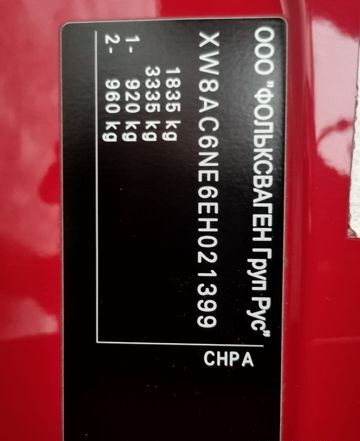 ООО "ФОЛЬКСВАГЕН Груп Рус"
XW8AC6NE6EH021399
1835 kg
3335 kg
1- 920 kg
2- 960 kg
CHPA